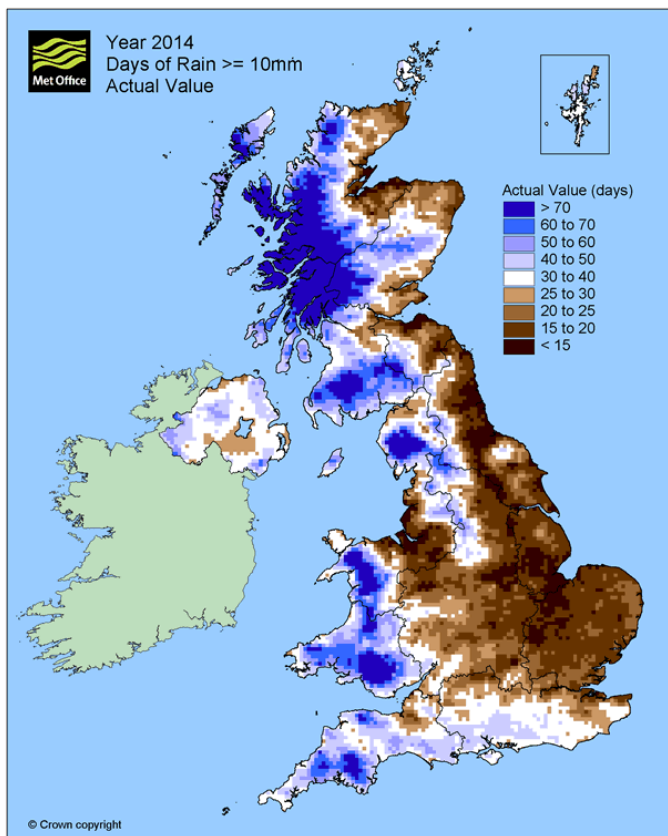 Met Office
Year 2014
Days of Rain >= 10mm
Actual Value
Actual Value (days)
> 70
60 to 70
50 to 60
40 to 50
30 to 40
25 to 30
20 to 25
15 to 20
< 15
© Crown copyright